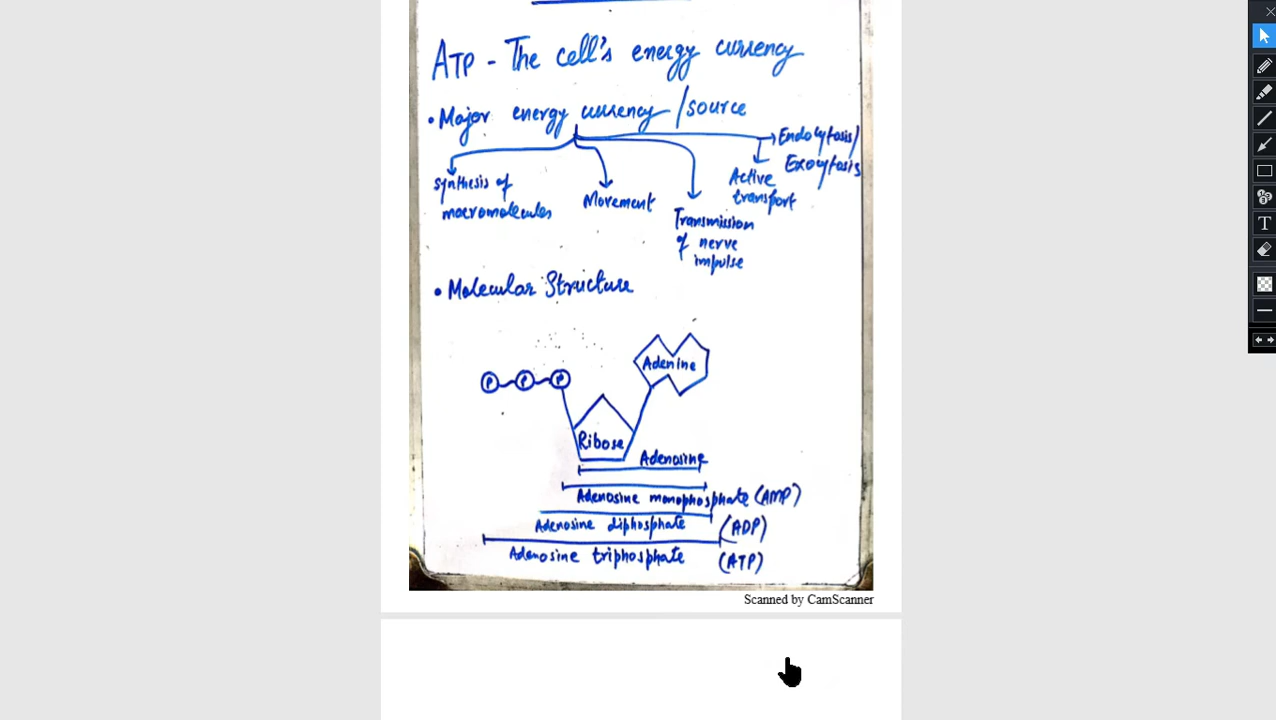 ATP - The cell's energy currency
• Major energy currency / source
Endocytosis /
Exocytosis
Synthesis of
macromolecules
Movement
Active
transport
Transmission
of nerve
impulse
• Molecular Structure
Adenine
P P P
Ribose
Adenosine
Adenosine monophosphate (AMP)
Adenosine diphosphate (ADP)
Adenosine triphosphate (ATP)
Scanned by CamScanner
T